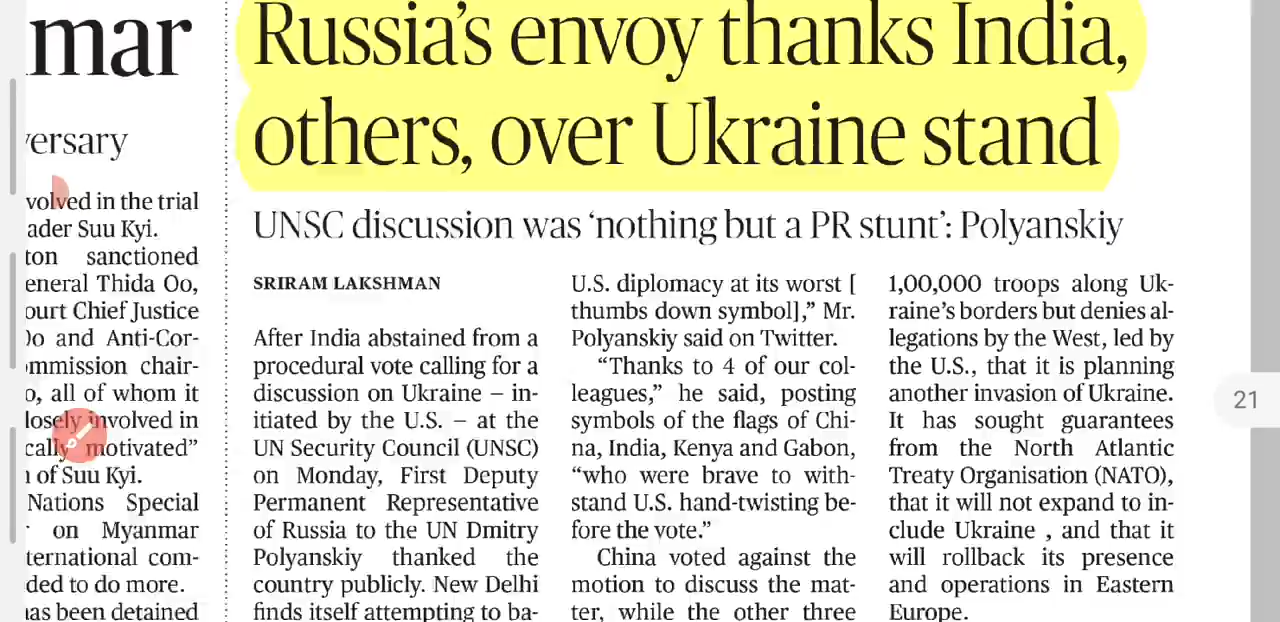 mar
versary
volved in the trial
ader Suu Kyi.
ton sanctioned
eneral Thida Oo,
ourt Chief Justice
Oo and Anti-Cor-
mmission chair-
o, all of whom it
losely involved in
cally motivated”
n of Suu Kyi.
Nations Special
on Myanmar
ternational com-
ded to do more.
has been detained
Russia’s envoy thanks India,
others, over Ukraine stand
UNSC discussion was ‘nothing but a PR stunt’: Polyanskiy
SRIRAM LAKSHMAN
After India abstained from a
procedural vote calling for a
discussion on Ukraine – in-
itiated by the U.S. – at the
UN Security Council (UNSC)
on Monday, First Deputy
Permanent Representative
of Russia to the UN Dmitry
Polyanskiy thanked the
country publicly. New Delhi
finds itself attempting to ba-
U.S. diplomacy at its worst [
thumbs down symbol],” Mr.
Polyanskiy said on Twitter.
“Thanks to 4 of our col-
leagues,” he said, posting
symbols of the flags of Chi-
na, India, Kenya and Gabon,
“who were brave to with-
stand U.S. hand-twisting be-
fore the vote.”
China voted against the
motion to discuss the mat-
ter, while the other three
1,00,000 troops along Uk-
raine’s borders but denies al-
legations by the West, led by
the U.S., that it is planning
another invasion of Ukraine.
It has sought guarantees
from the North Atlantic
Treaty Organisation (NATO),
that it will not expand to in-
clude Ukraine , and that it
will rollback its presence
and operations in Eastern
Europe.
21